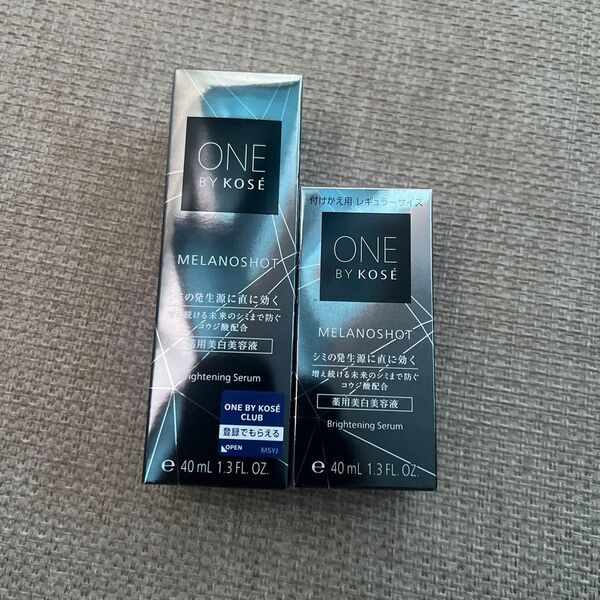 ONE
BY KOSÉ
MELANOSHOT
シミの発生源に直に効く
増え続ける未来のシミまで防ぐ
コウジ酸配合
薬用美白美容液
Brightening Serum
ONE BY KOSÉ
CLUB
登録でもらえる
OPEN MSYJ
e 40 mL 1.3 FL. OZ.
付けかえ用 レギュラーサイズ
ONE
BY KOSÉ
MELANOSHOT
シミの発生源に直に効く
増え続ける未来のシミまで防ぐ
コウジ酸配合
薬用美白美容液
Brightening Serum
e 40 mL 1.3 FL. OZ.